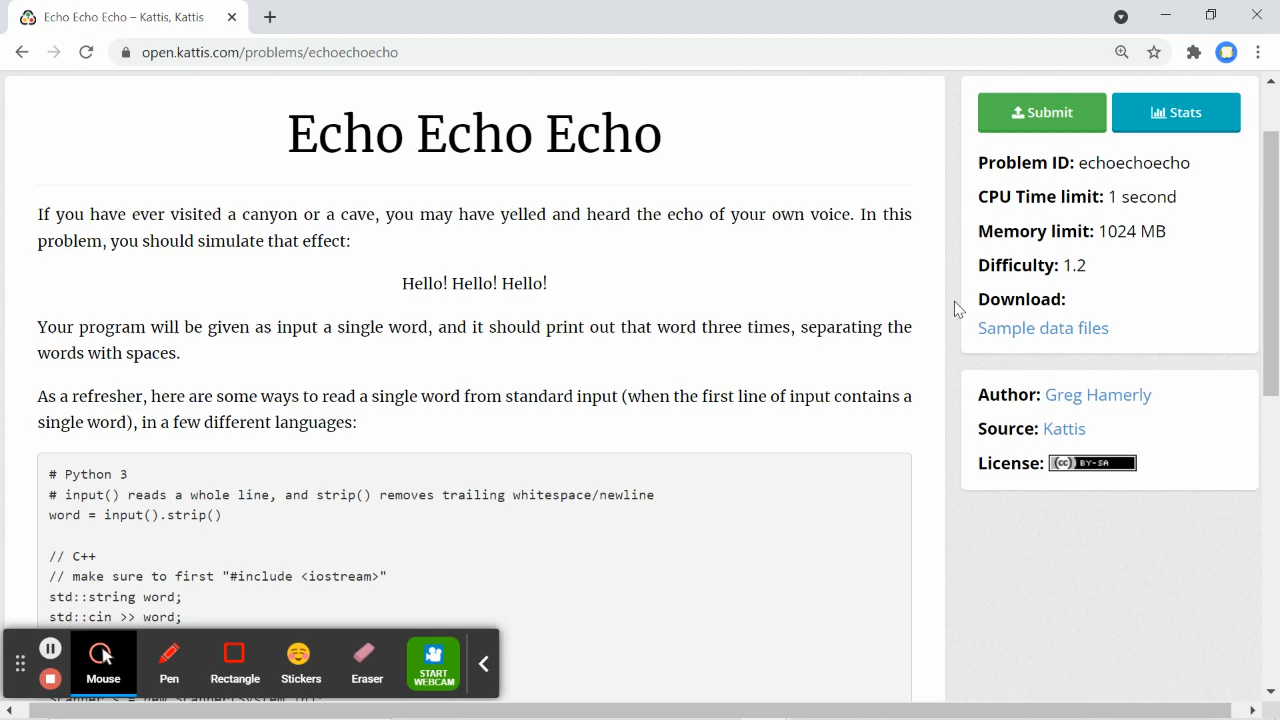 Echo Echo Echo – Kattis, Kattis
open.kattis.com/problems/echoechoecho
Echo Echo Echo
If you have ever visited a canyon or a cave, you may have yelled and heard the echo of your own voice. In this
problem, you should simulate that effect:
Hello! Hello! Hello!
Your program will be given as input a single word, and it should print out that word three times, separating the
words with spaces.
As a refresher, here are some ways to read a single word from standard input (when the first line of input contains a
single word), in a few different languages:
# Python 3
# input() reads a whole line, and strip() removes trailing whitespace/newline
word = input().strip()
// C++
// make sure to first "#include <iostream>"
std::string word;
std::cin >> word;
Submit
Stats
Problem ID: echoechoecho
CPU Time limit: 1 second
Memory limit: 1024 MB
Difficulty: 1.2
Download:
Sample data files
Author: Greg Hamerly
Source: Kattis
License: CC BY-SA
Mouse
Pen
Rectangle
Stickers
Eraser
START
WEBCAM